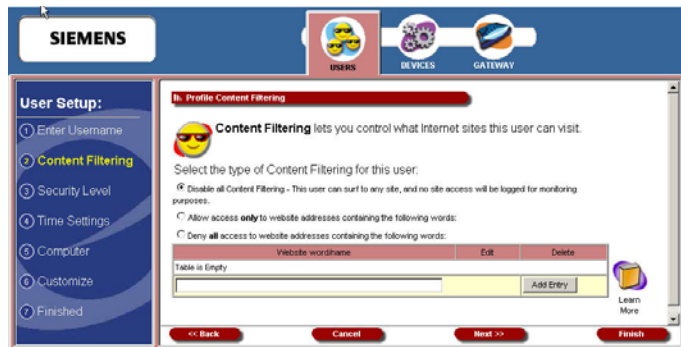 SIEMENS
USERS
DEVICES
GATEWAY
User Setup:
1 Enter Username
2 Content Filtering
3 Security Level
4 Time Settings
5 Computer
6 Customize
7 Finished
Profile Content Filtering
Content Filtering lets you control what Internet sites this user can visit.
Select the type of Content Filtering for this user:
Disable all Content Filtering - This user can surf to any site, and no site access will be logged for monitoring
purposes.
Allow access only to website addresses containing the following words:
Deny all access to website addresses containing the following words:
Website word/name Edit Delete
Table is Empty
Add Entry
Learn
More
<< Back Cancel Next >> Finish